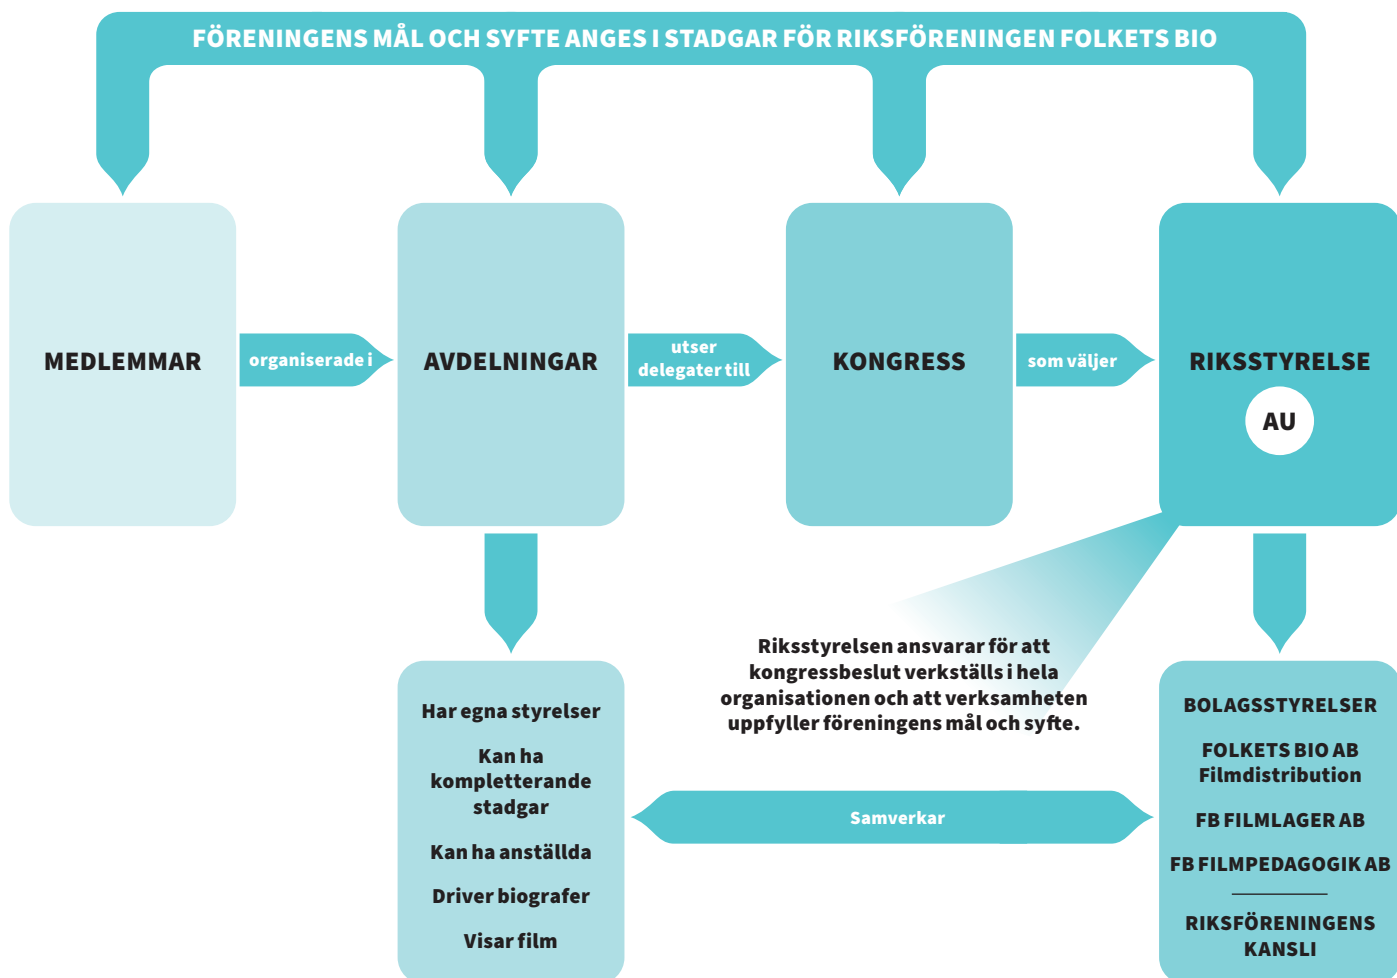 FÖRENINGENS MÅL OCH SYFTE ANGES I STADGAR FÖR RIKSFÖRENINGEN FOLKETS BIO
MEDLEMMAR
organiserade i
AVDELNINGAR
utser
delegater till
KONGRESS
som väljer
RIKSSTYRELSE
AU
Riksstyrelsen ansvarar för att
kongressbeslut verkställs i hela
organisationen och att verksamheten
uppfyller föreningens mål och syfte.
Har egna styrelser
Kan ha
kompletterande
stadgar
Kan ha anställda
Driver biografer
Visar film
Samverkar
BOLAGSSTYRELSER
FOLKETS BIO AB
Filmdistribution
FB FILMLAGER AB
FB FILMPEDAGOGIK AB
RIKSFÖRENINGENS
KANSLI